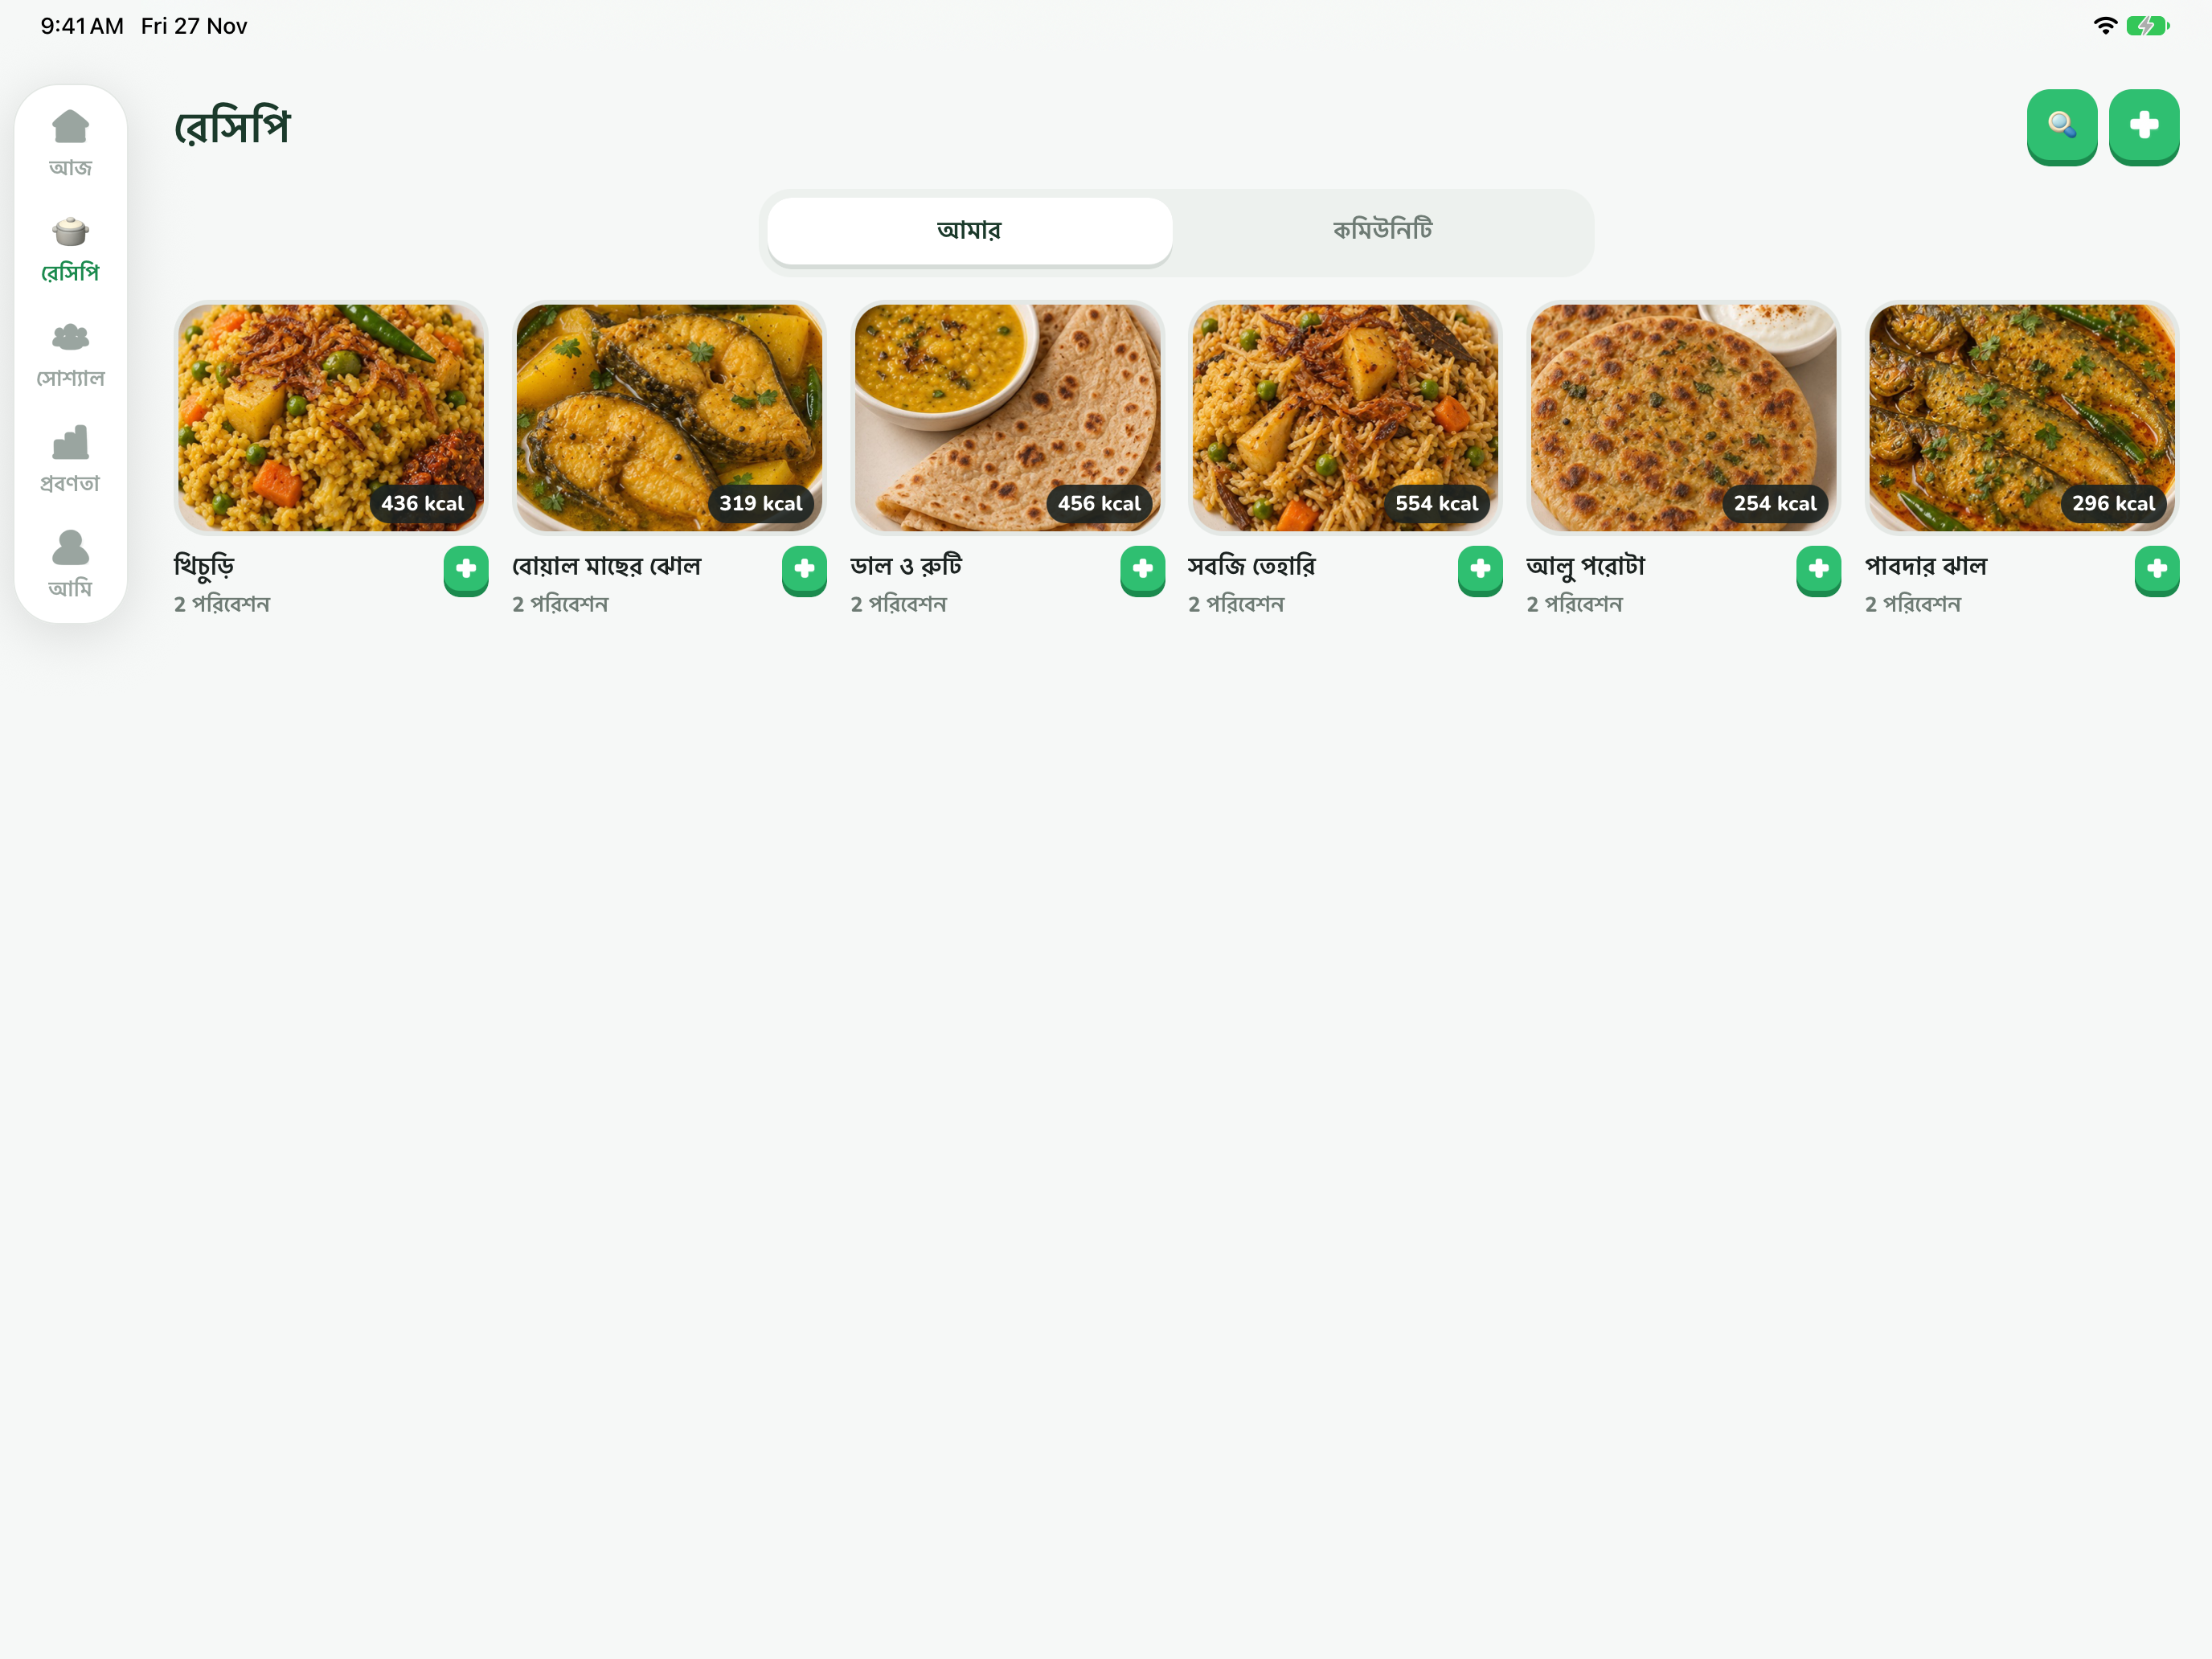 9:41 AM Fri 27 Nov
আজ
রেসিপি
সোশ্যাল
প্রবণতা
আমি
রেসিপি
আমার
কমিউনিটি
436 kcal
খিচুড়ি
2 পরিবেশন
319 kcal
বোয়াল মাছের ঝোল
2 পরিবেশন
456 kcal
ডাল ও রুটি
2 পরিবেশন
554 kcal
সবজি তেহারি
2 পরিবেশন
254 kcal
আলু পরোটা
2 পরিবেশন
296 kcal
পাবদার ঝাল
2 পরিবেশন